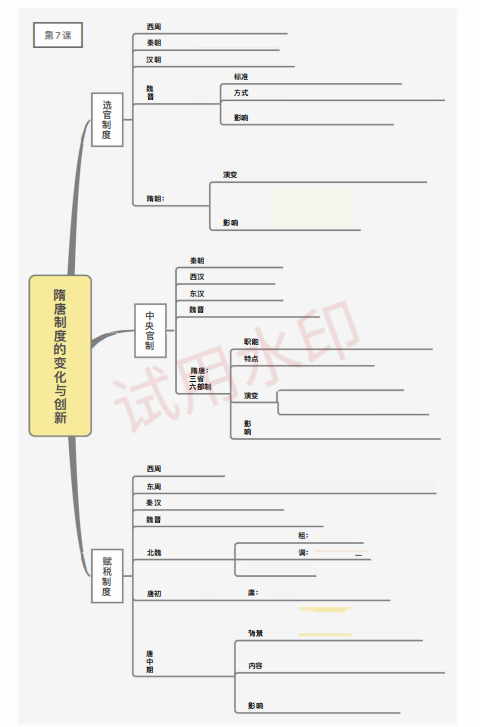 第7课
西周
秦朝
汉朝
魏
晋
标准
方式
影响
选
官
制
度
隋朝：
演变
影响
隋
唐
制
度
的
变
化
与
创
新
中
央
官
制
秦朝
西汉
东汉
魏晋
隋唐：
三省
六部制
职能
特点
演变
影
响
试用水印
赋
税
制
度
西周
东周
秦汉
魏晋
北魏
租：
调：
唐初
庸：
唐
中
期
背景
内容
影响